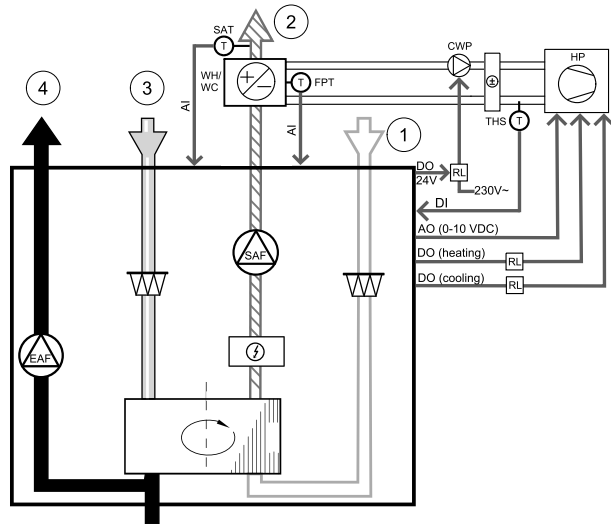 SAT
2
CWP
HP
4
3
T
WH/
WC
+
−
T
FPT
±
AI
AI
1
THS
T
DO
24V
RL
230V~
DI
AO (0-10 VDC)
SAF
DO (heating)
RL
DO (cooling)
RL
EAF